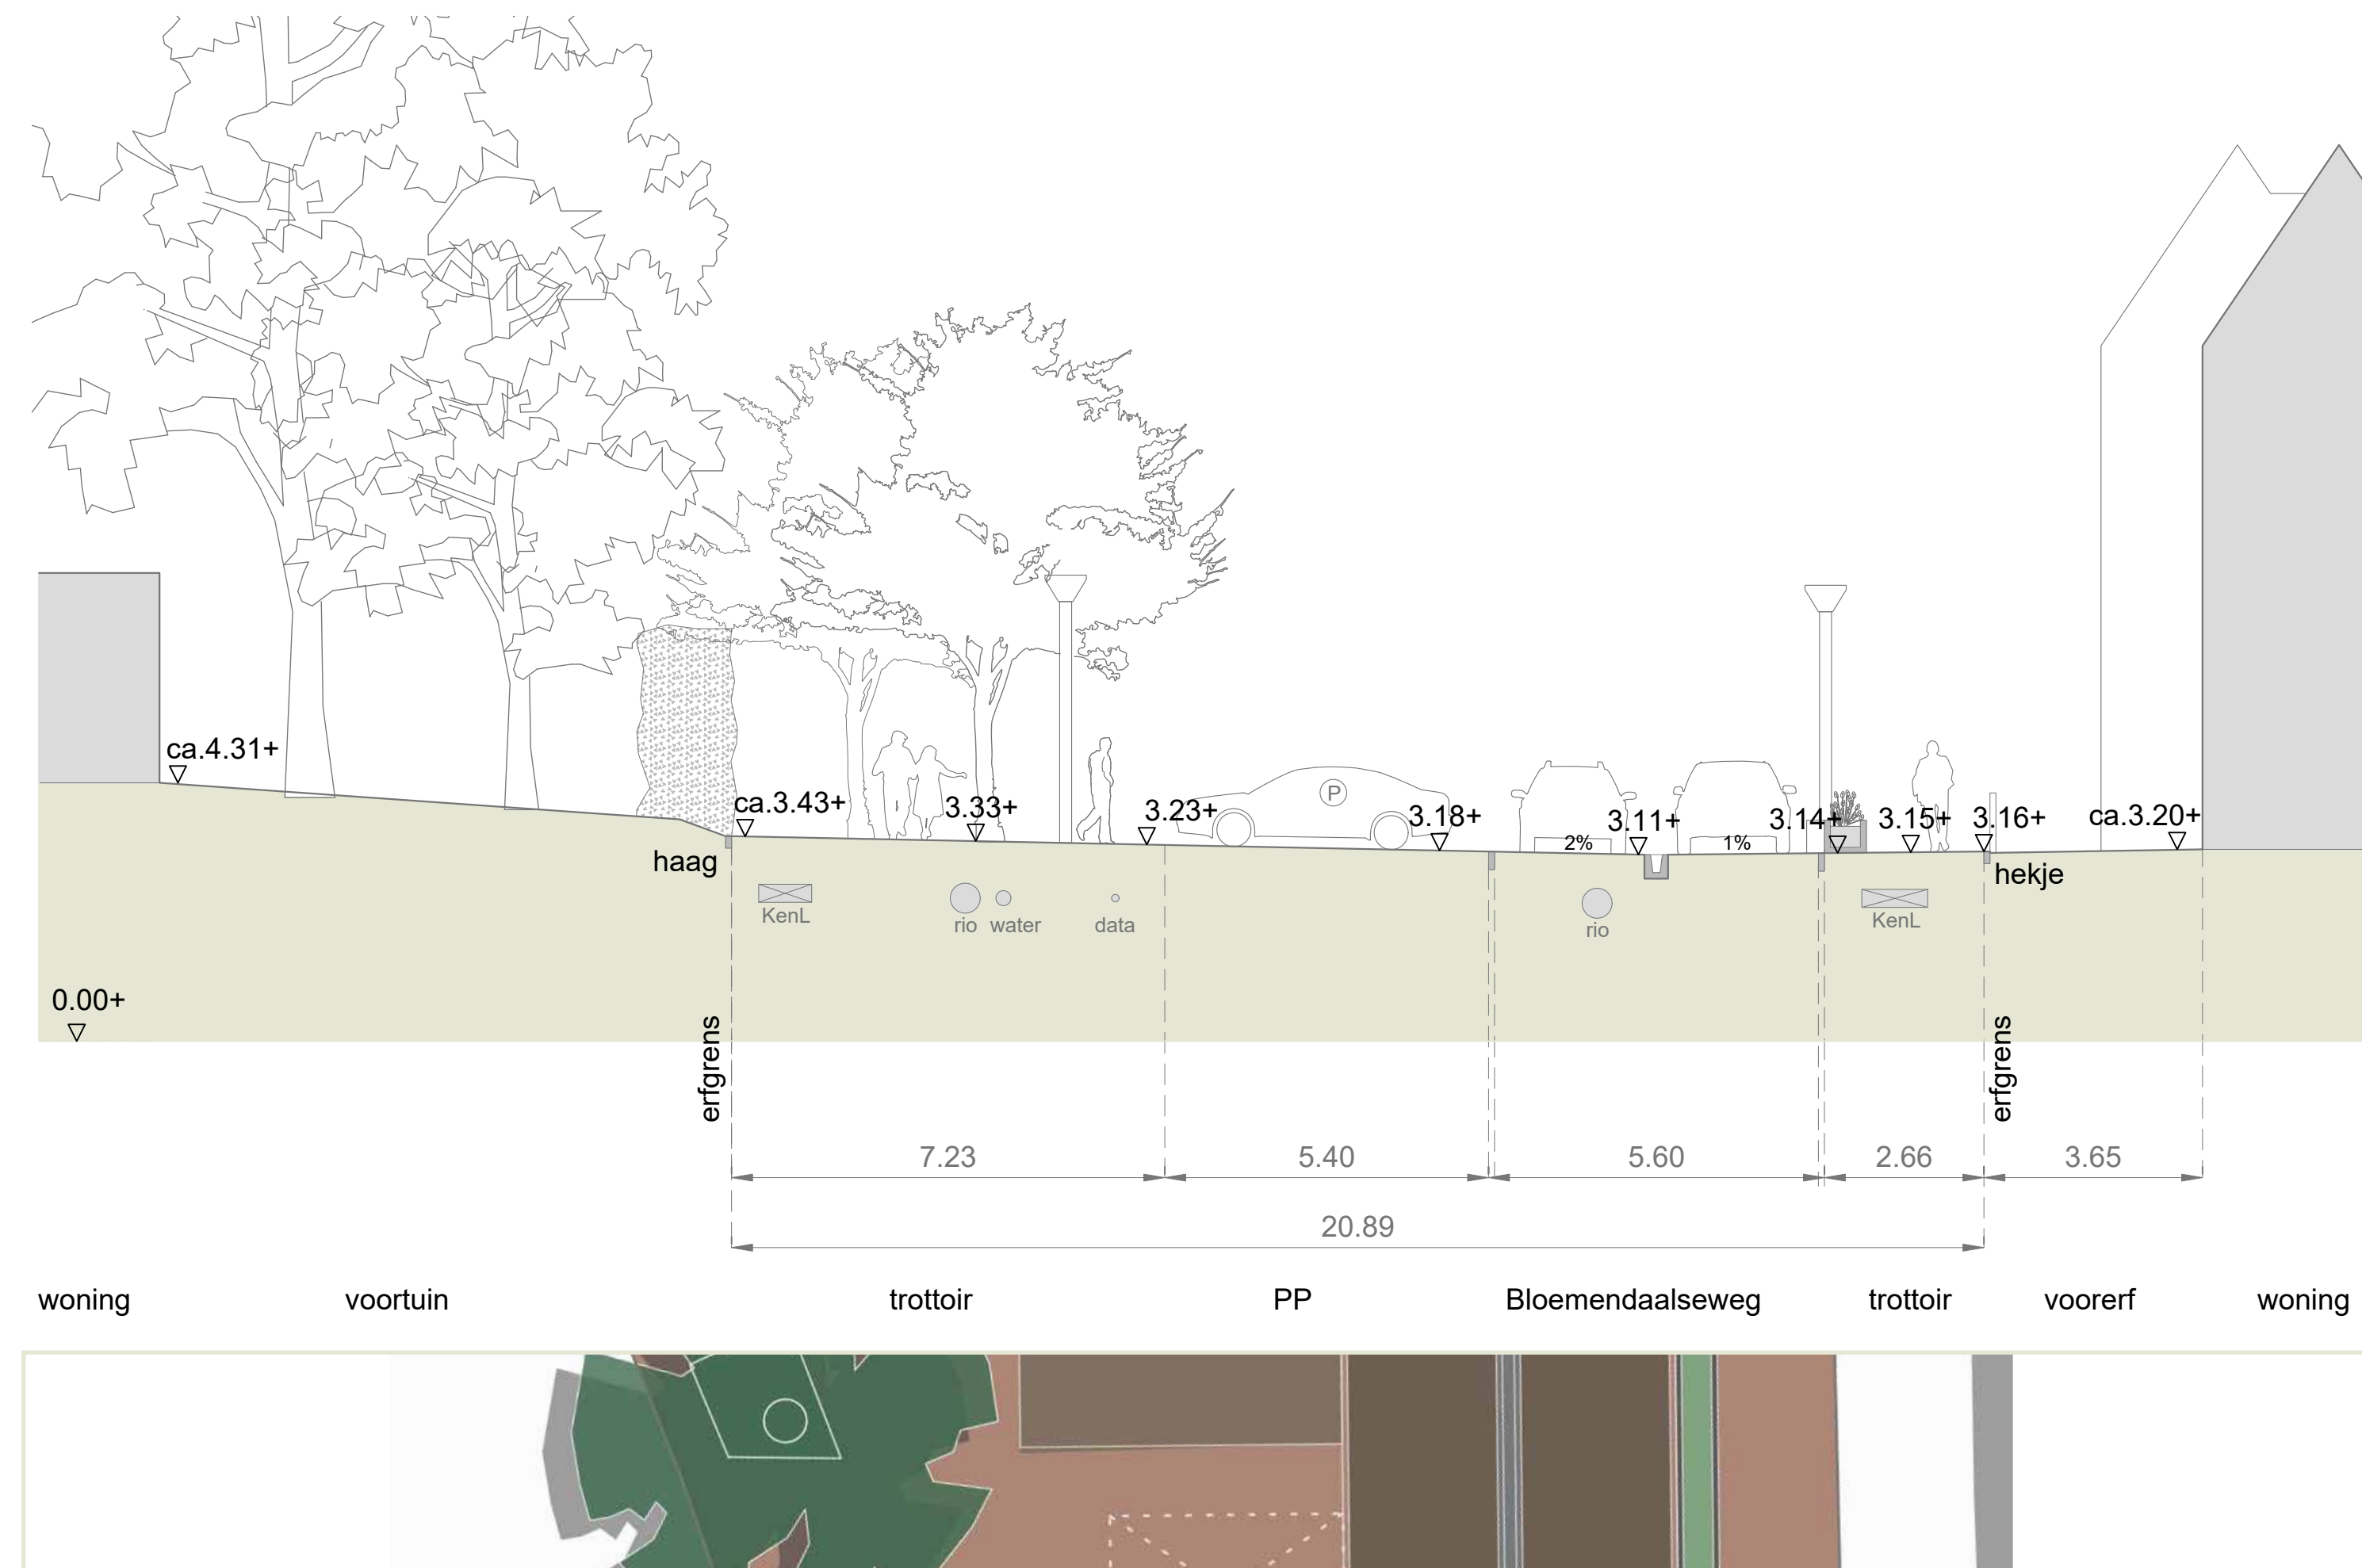 ca.4.31+
P
ca.3.43+
3.33+
3.23+
3.18+
3.11+
3.14+
3.15+
3.16+
ca.3.20+
2%
1%
haag
hekje
KenL
rio
water
data
rio
KenL
0.00+
erfgrens
erfgrens
7.23
5.40
5.60
2.66
3.65
20.89
woning
voortuin
trottoir
PP
Bloemendaalseweg
trottoir
voorerf
woning